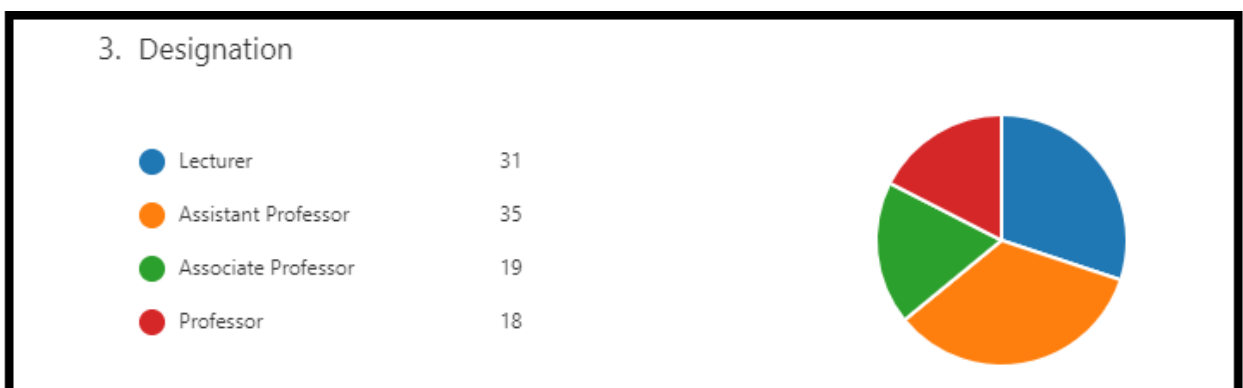 3. Designation
Lecturer 31
Assistant Professor 35
Associate Professor 19
Professor 18